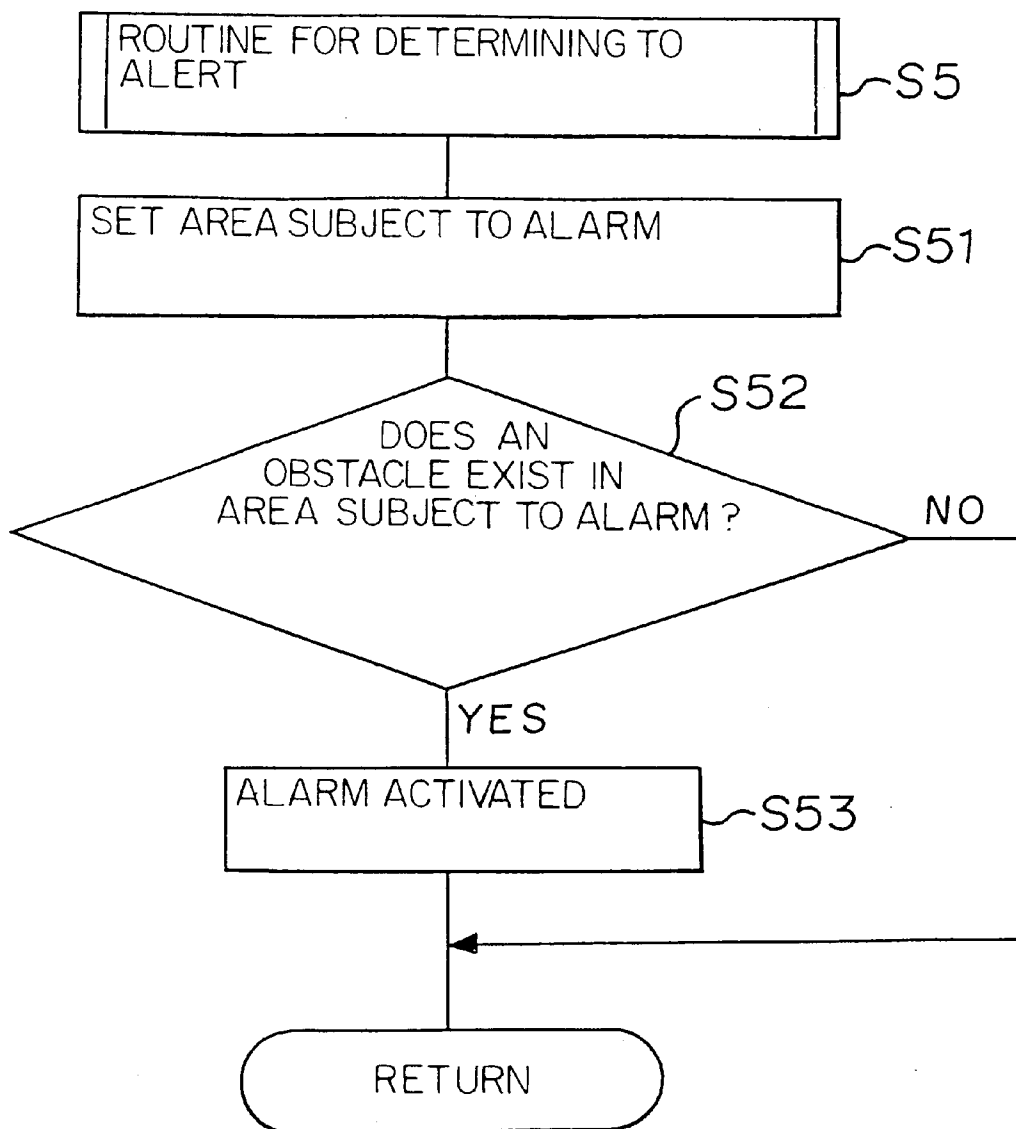 ROUTINE FOR DETERMINING TO
ALERT
S5
SET AREA SUBJECT TO ALARM
S51
S52
DOES AN
OBSTACLE EXIST IN
AREA SUBJECT TO ALARM ?
NO
YES
ALARM ACTIVATED
S53
RETURN